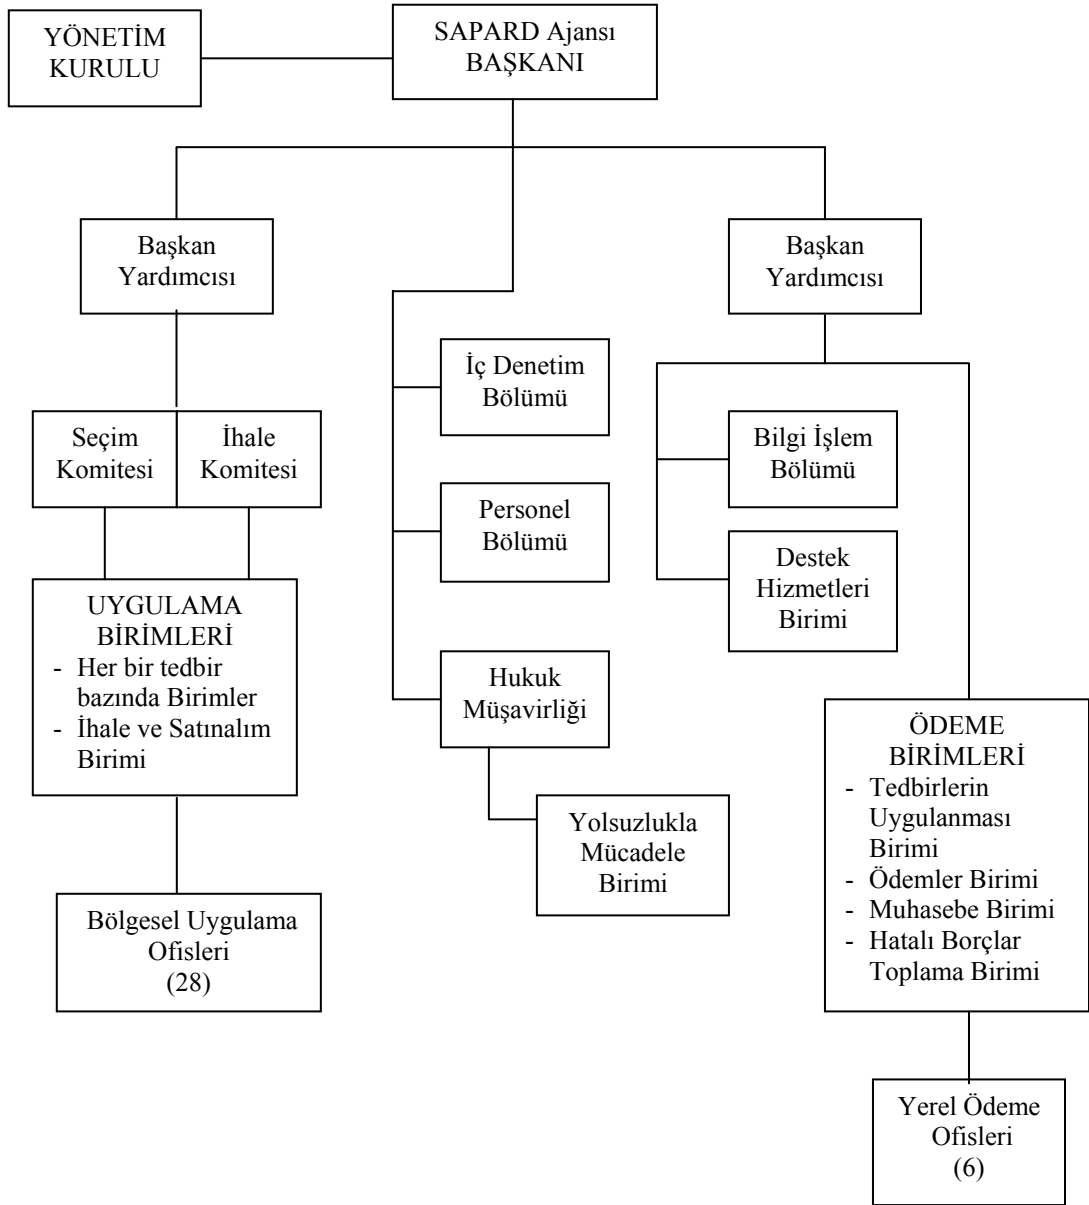 YÖNETİM
KURULU
SAPARD Ajansı
BAŞKANI
Başkan
Yardımcısı
Başkan
Yardımcısı
İç Denetim
Bölümü
Seçim
Komitesi
İhale
Komitesi
Bilgi İşlem
Bölümü
Personel
Bölümü
Destek
Hizmetleri
Birimi
UYGULAMA
BİRİMLERİ
- Her bir tedbir
bazında Birimler
- İhale ve Satınalım
Birimi
Hukuk
Müşavirliği
ÖDEME
BİRİMLERİ
- Tedbirlerin
Uygulanması
Birimi
- Ödemler Birimi
- Muhasebe Birimi
- Hatalı Borçlar
Toplama Birimi
Yolsuzlukla
Mücadele
Birimi
Bölgesel Uygulama
Ofisleri
(28)
Yerel Ödeme
Ofisleri
(6)